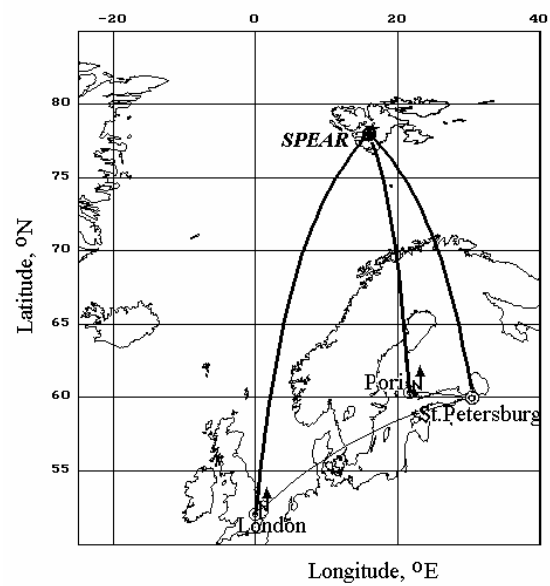 -20 0 20 40
80
SPEAR
75
70
65
Pori
60
St.Petersburg
55
London
Latitude, °N
Longitude, °E